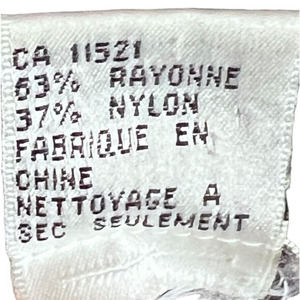 CA 11521
63% RAYONNE
37% NYLON
FABRIQUE EN
CHINE
NETTOYAGE A
SEC SEULEMENT